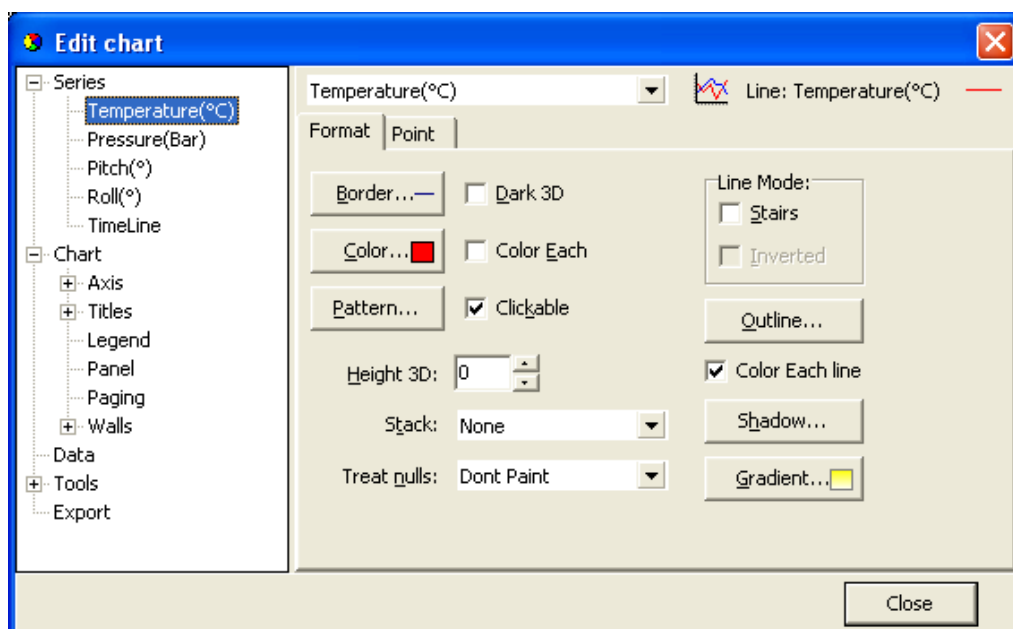 Edit chart
Series
Temperature(°C)
Pressure(Bar)
Pitch(°)
Roll(°)
TimeLine
Chart
Axis
Titles
Legend
Panel
Paging
Walls
Data
Tools
Export
Temperature(°C)
Line: Temperature(°C)
Format Point
Border... Dark 3D
Color... Color Each
Pattern... Clickable
Height 3D: 0
Stack: None
Treat nulls: Dont Paint
Line Mode:
Stairs
Inverted
Outline...
Color Each line
Shadow...
Gradient...
Close